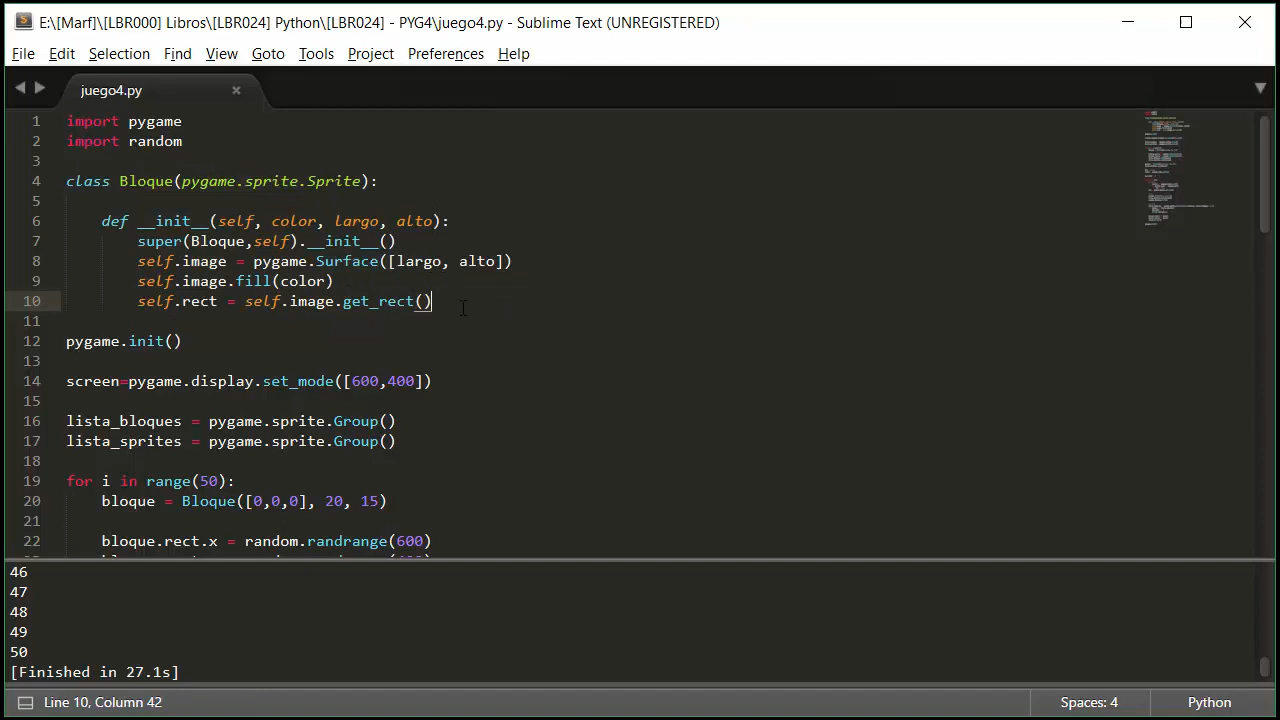 E:\[Marf]\[LBR000] Libros\[LBR024] Python\[LBR024] - PYG4\juego4.py - Sublime Text (UNREGISTERED)
File Edit Selection Find View Goto Tools Project Preferences Help
juego4.py
1 import pygame
2 import random
3
4 class Bloque(pygame.sprite.Sprite):
5
6 def __init__(self, color, largo, alto):
7 super(Bloque,self).__init__()
8 self.image = pygame.Surface([largo, alto])
9 self.image.fill(color)
10 self.rect = self.image.get_rect()
11
12 pygame.init()
13
14 screen=pygame.display.set_mode([600,400])
15
16 lista_bloques = pygame.sprite.Group()
17 lista_sprites = pygame.sprite.Group()
18
19 for i in range(50):
20 bloque = Bloque([0,0,0], 20, 15)
21
22 bloque.rect.x = random.randrange(600)
46
47
48
49
50
[Finished in 27.1s]
Line 10, Column 42 Spaces: 4 Python